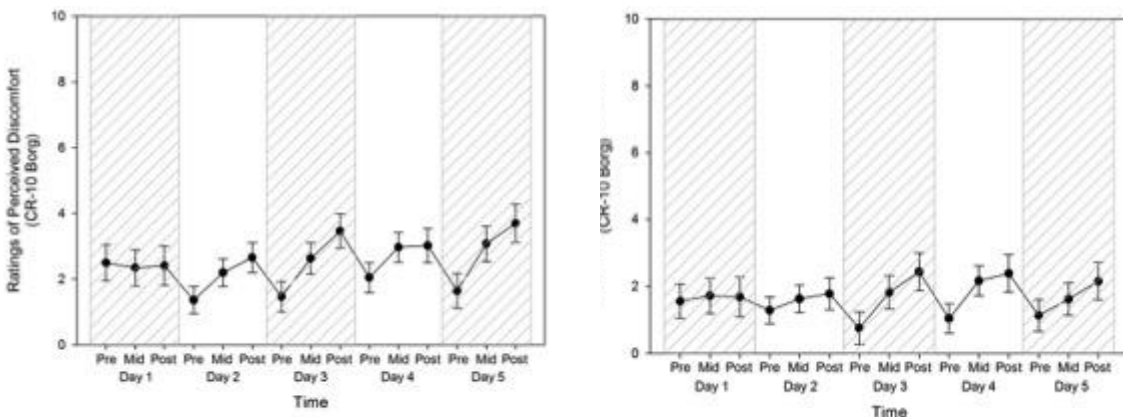 Ratings of Perceived Discomfort
(CR-10 Borg)
10
8
6
4
2
0
Pre Mid Post Pre Mid Post Pre Mid Post Pre Mid Post Pre Mid Post
Day 1 Day 2 Day 3 Day 4 Day 5
Time
(CR-10 Borg)
10
8
6
4
2
0
Pre Mid Post Pre Mid Post Pre Mid Post Pre Mid Post Pre Mid Post
Day 1 Day 2 Day 3 Day 4 Day 5
Time